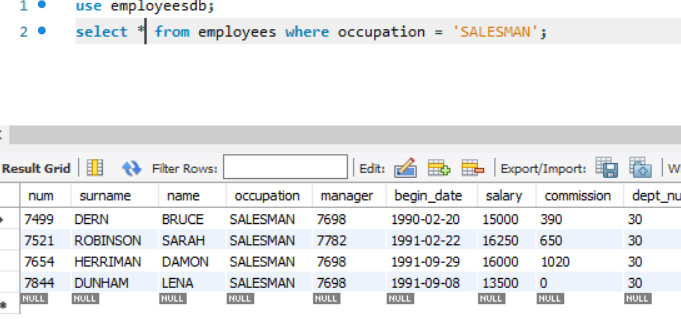 1 use employeesdb;
2 select * from employees where occupation = 'SALESMAN';
Result Grid Filter Rows: Edit: Export/Import: W
num surname name occupation manager begin_date salary commission dept_nu
7499 DERN BRUCE SALESMAN 7698 1990-02-20 15000 390 30
7521 ROBINSON SARAH SALESMAN 7782 1991-02-22 16250 650 30
7654 HERRIMAN DAMON SALESMAN 7698 1991-09-29 16000 1020 30
7844 DUNHAM LENA SALESMAN 7698 1991-09-08 13500 0 30
NULL NULL NULL NULL NULL NULL NULL NULL NULL